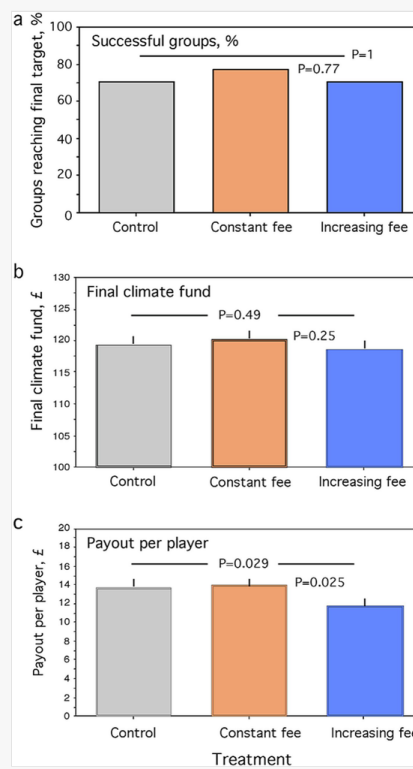 a
Successful groups, %
P=1
P=0.77
Groups reaching final target, %
100
80
60
40
20
0
Control Constant fee Increasing fee
b
Final climate fund
P=0.49
P=0.25
Final climate fund, £
130
125
120
115
110
105
100
Control Constant fee Increasing fee
c
Payout per player
P=0.029
P=0.025
Payout per player, £
20
18
16
14
12
10
8
6
4
2
0
Control Constant fee Increasing fee
Treatment